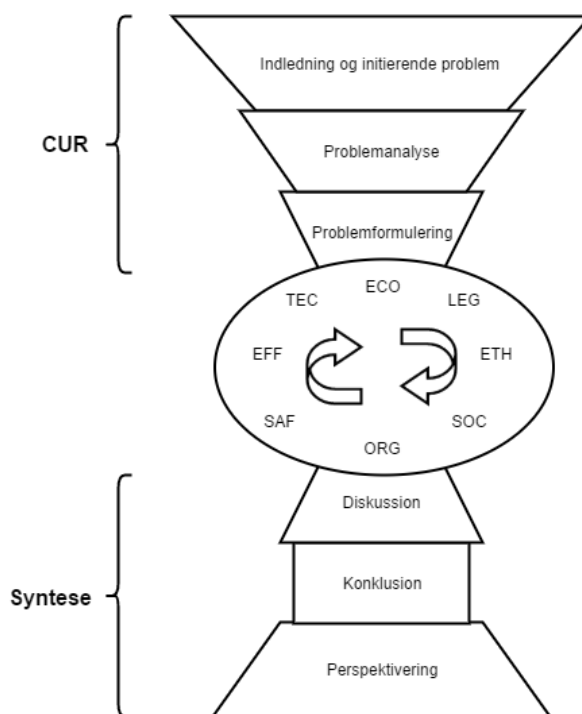 Indledning og initierende problem
CUR
Problemanalyse
Problemformulering
ECO
TEC
LEG
EFF
ETH
SAF
SOC
ORG
Diskussion
Syntese
Konklusion
Perspektivering